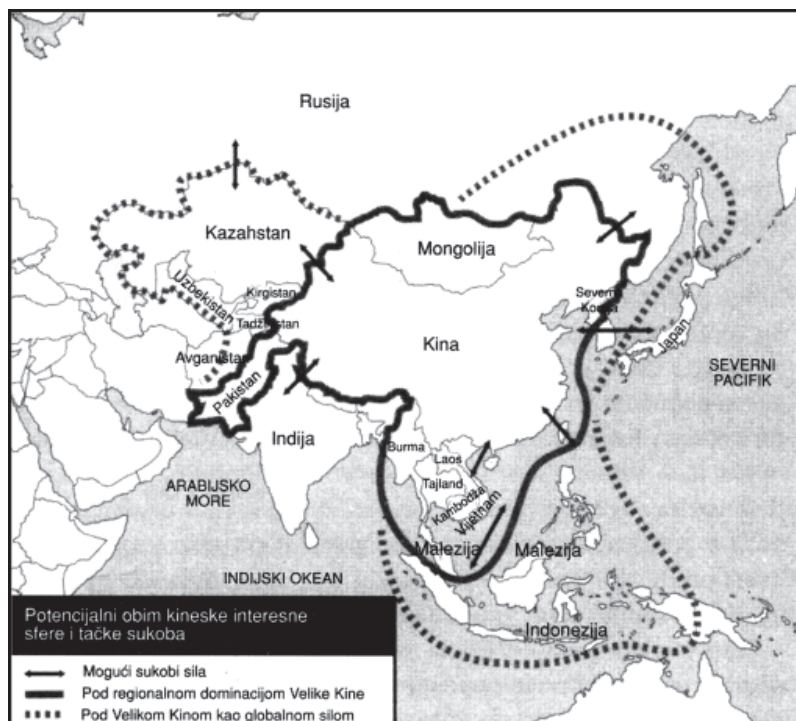 Rusija
Kazahstan
Mongolija
Uzbekistan
Kirgistan
Tadžikistan
Severna
Koreja
Japan
Kina
Avganistan
SEVERNI
PACIFIK
Pakistan
Indija
Burma
Laos
Tajland
Kambodža
Vijetnam
ARABIJSKO
MORE
Malezija
Malezija
INDIJSKI OKEAN
Indonezija
Potencijalni obim kineske interesne
sfere i tačke sukoba
Mogući sukobi sila
Pod regionalnom dominacijom Velike Kine
Pod Velikom Kinom kao globalnom silom